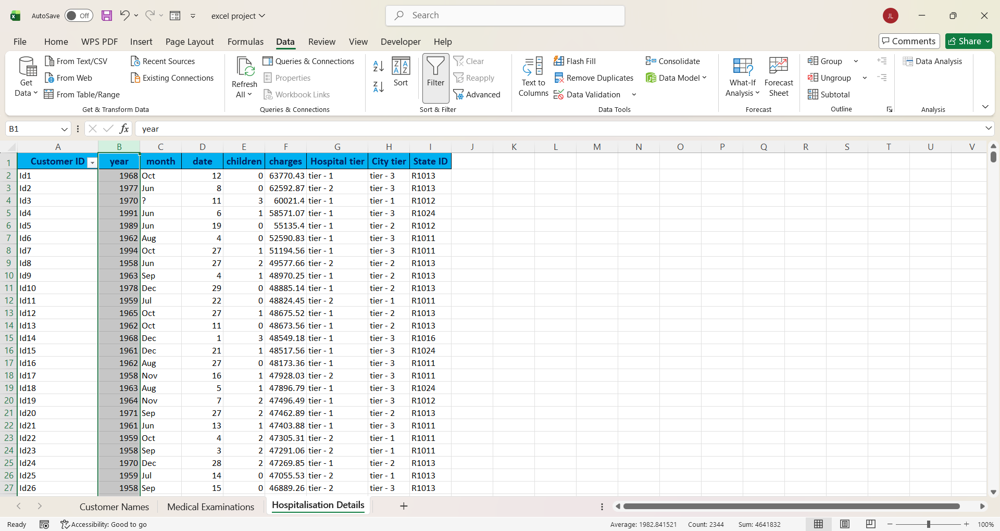 AutoSave Off excel project Search JL
File Home WPS PDF Insert Page Layout Formulas Data Review View Developer Help Comments Share
Get Data
From Text/CSV
From Web
From Table/Range
Recent Sources
Existing Connections
Get & Transform Data
Refresh All
Queries & Connections
Properties
Workbook Links
Queries & Connections
Sort
Filter
Clear
Reapply
Advanced
Sort & Filter
Text to Columns
Flash Fill
Remove Duplicates
Data Validation
Consolidate
Data Model
Data Tools
What-If Analysis
Forecast Sheet
Forecast
Group
Ungroup
Subtotal
Outline
Data Analysis
Analysis
B1 fx year
A B C D E F G H I J K L M N O P Q R S T U V
1 Customer ID year month date children charges Hospital tier City tier State ID
2 Id1 1968 Oct 12 0 63770.43 tier - 1 tier - 3 R1013
3 Id2 1977 Jun 8 0 62592.87 tier - 2 tier - 3 R1013
4 Id3 1970 ? 11 3 60021.4 tier - 1 tier - 1 R1012
5 Id4 1991 Jun 6 1 58571.07 tier - 1 tier - 3 R1024
6 Id5 1989 Jun 19 0 55135.4 tier - 1 tier - 2 R1012
7 Id6 1962 Aug 4 0 52590.83 tier - 1 tier - 3 R1011
8 Id7 1994 Oct 27 1 51194.56 tier - 1 tier - 3 R1011
9 Id8 1958 Jun 27 2 49577.66 tier - 2 tier - 2 R1013
10 Id9 1963 Sep 4 1 48970.25 tier - 1 tier - 2 R1013
11 Id10 1978 Dec 29 0 48885.14 tier - 1 tier - 2 R1013
12 Id11 1959 Jul 22 0 48824.45 tier - 2 tier - 1 R1011
13 Id12 1965 Oct 27 1 48675.52 tier - 1 tier - 2 R1013
14 Id13 1962 Oct 11 0 48673.56 tier - 1 tier - 2 R1013
15 Id14 1968 Dec 1 3 48549.18 tier - 1 tier - 3 R1016
16 Id15 1961 Dec 21 1 48517.56 tier - 1 tier - 3 R1024
17 Id16 1962 Aug 27 0 48173.36 tier - 1 tier - 3 R1011
18 Id17 1958 Nov 16 1 47928.03 tier - 2 tier - 3 R1011
19 Id18 1963 Aug 5 1 47896.79 tier - 1 tier - 3 R1024
20 Id19 1964 Nov 7 2 47496.49 tier - 1 tier - 3 R1012
21 Id20 1971 Sep 27 2 47462.89 tier - 1 tier - 2 R1013
22 Id21 1961 Jun 13 1 47403.88 tier - 1 tier - 3 R1011
23 Id22 1959 Oct 4 2 47305.31 tier - 2 tier - 1 R1011
24 Id23 1958 Sep 3 2 47291.06 tier - 2 tier - 1 R1011
25 Id24 1970 Dec 28 2 47269.85 tier - 1 tier - 2 R1013
26 Id25 1959 Jul 14 0 47055.53 tier - 2 tier - 1 R1013
27 Id26 1958 Sep 15 0 46889.26 tier - 2 tier - 3 R1013
Customer Names Medical Examinations Hospitalisation Details
Ready Accessibility: Good to go Average: 1982.841521 Count: 2344 Sum: 4641832 100%